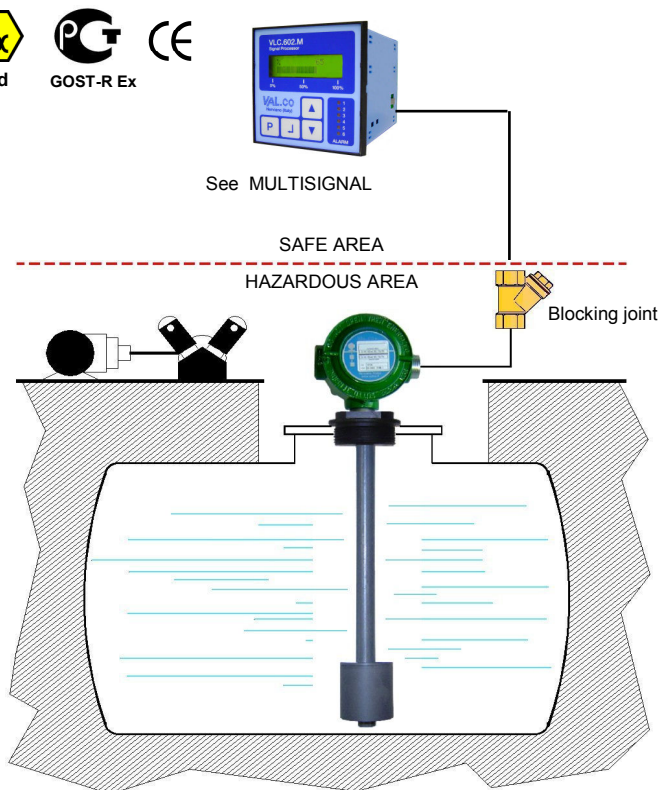 GOST-R Ex
VLC.602.M
Signal Processor
0%
50%
100%
VAL.CO
P
1
2
3
4
5
6
ALARM
See MULTISIGNAL
SAFE AREA
HAZARDOUS AREA
Blocking joint